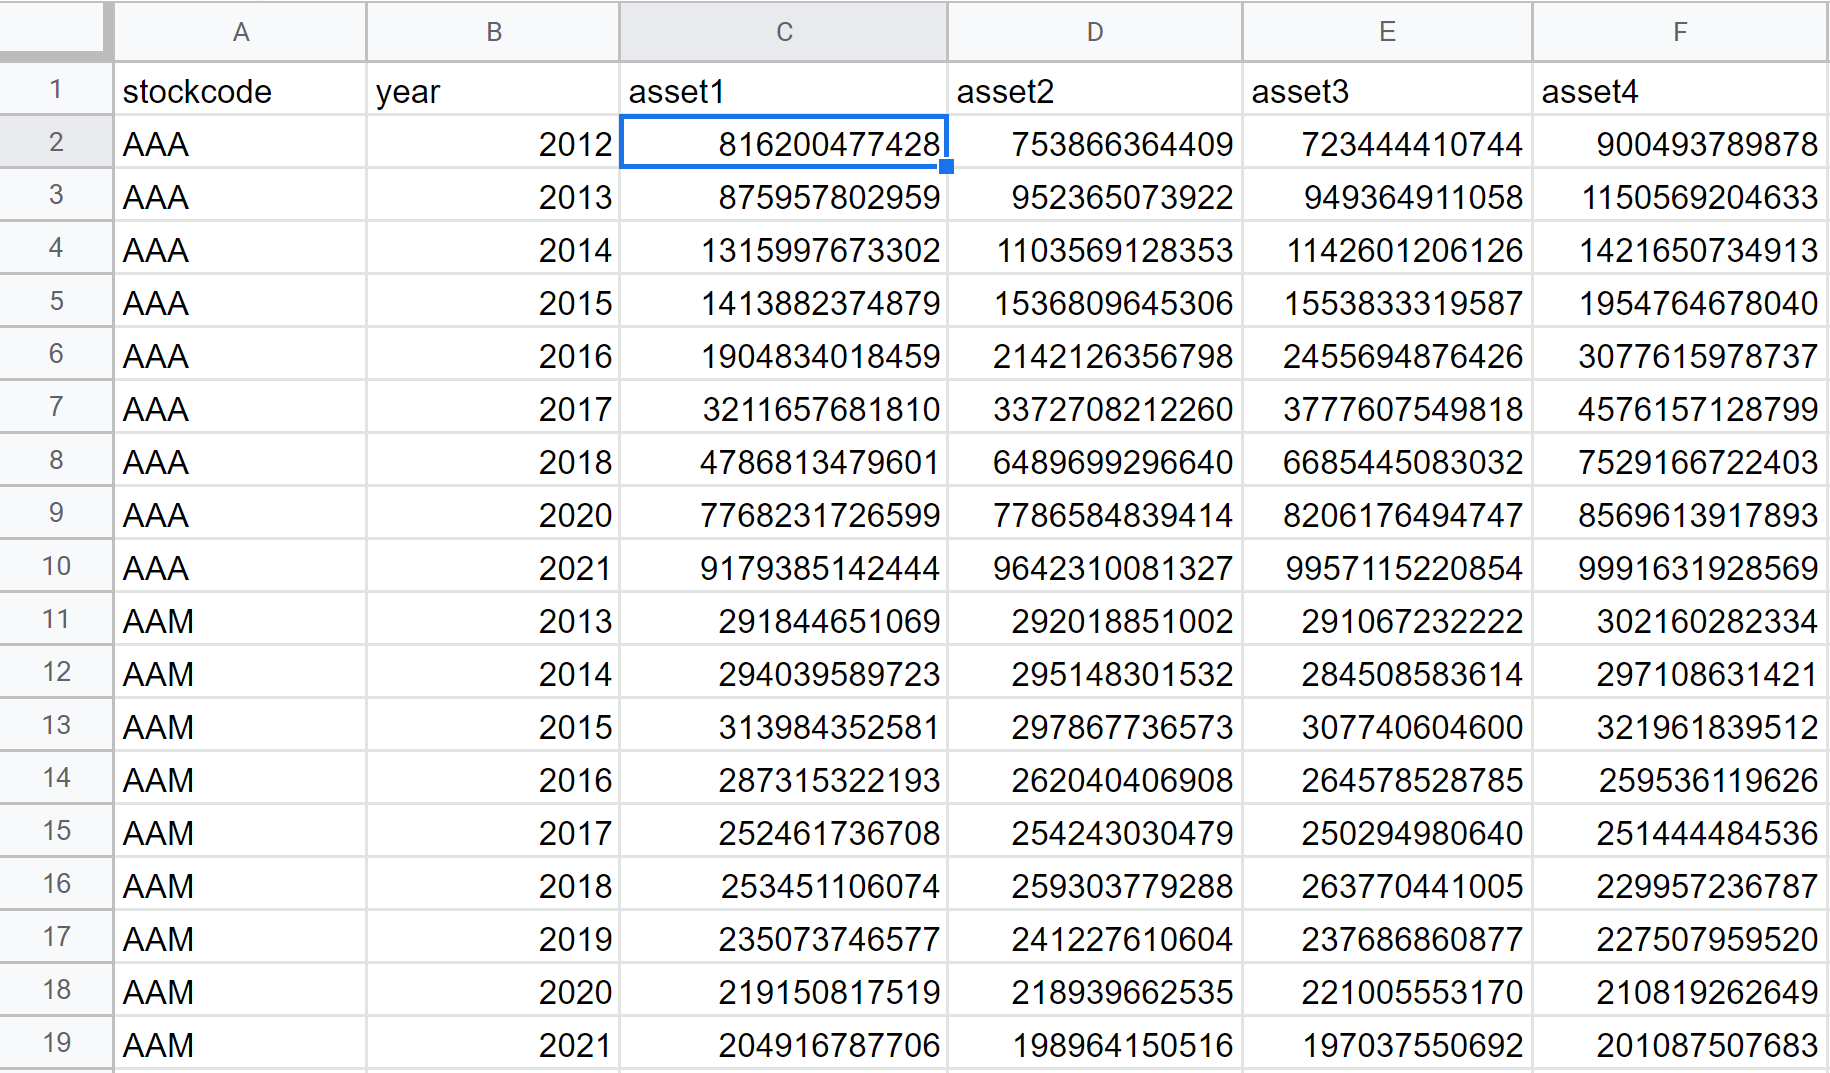 A B C D E F
1 stockcode year asset1 asset2 asset3 asset4
2 AAA 2012 816200477428 753866364409 723444410744 900493789878
3 AAA 2013 875957802959 952365073922 949364911058 1150569204633
4 AAA 2014 1315997673302 1103569128353 1142601206126 1421650734913
5 AAA 2015 1413882374879 1536809645306 1553833319587 1954764678040
6 AAA 2016 1904834018459 2142126356798 2455694876426 3077615978737
7 AAA 2017 3211657681810 3372708212260 3777607549818 4576157128799
8 AAA 2018 4786813479601 6489699296640 6685445083032 7529166722403
9 AAA 2020 7768231726599 7786584839414 8206176494747 8569613917893
10 AAA 2021 9179385142444 9642310081327 9957115220854 9991631928569
11 AAM 2013 291844651069 292018851002 291067232222 302160282334
12 AAM 2014 294039589723 295148301532 284508583614 297108631421
13 AAM 2015 313984352581 297867736573 307740604600 321961839512
14 AAM 2016 287315322193 262040406908 264578528785 259536119626
15 AAM 2017 252461736708 254243030479 250294980640 251444484536
16 AAM 2018 253451106074 259303779288 263770441005 229957236787
17 AAM 2019 235073746577 241227610604 237686860877 227507959520
18 AAM 2020 219150817519 218939662535 221005553170 210819262649
19 AAM 2021 204916787706 198964150516 197037550692 201087507683